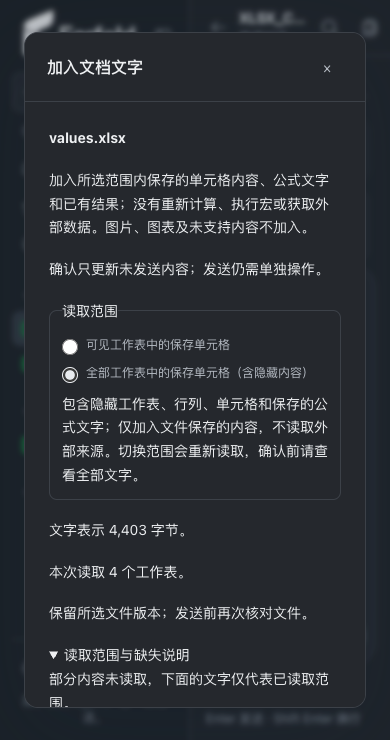 XLSX_C...
加入文档文字
×
values.xlsx
加入所选范围内保存的单元格内容、公式文字
和已有结果；没有重新计算、执行宏或获取外
部数据。图片、图表及未支持内容不加入。
确认只更新未发送内容；发送仍需单独操作。
读取范围
可见工作表中的保存单元格
全部工作表中的保存单元格（含隐藏内容）
包含隐藏工作表、行列、单元格和保存的公
式文字；仅加入文件保存的内容，不读取外
部来源。切换范围会重新读取，确认前请查
看全部文字。
文字表示 4,403 字节。
本次读取 4 个工作表。
保留所选文件版本；发送前再次核对文件。
▼ 读取范围与缺失说明
部分内容未读取，下面的文字仅代表已读取范
围。